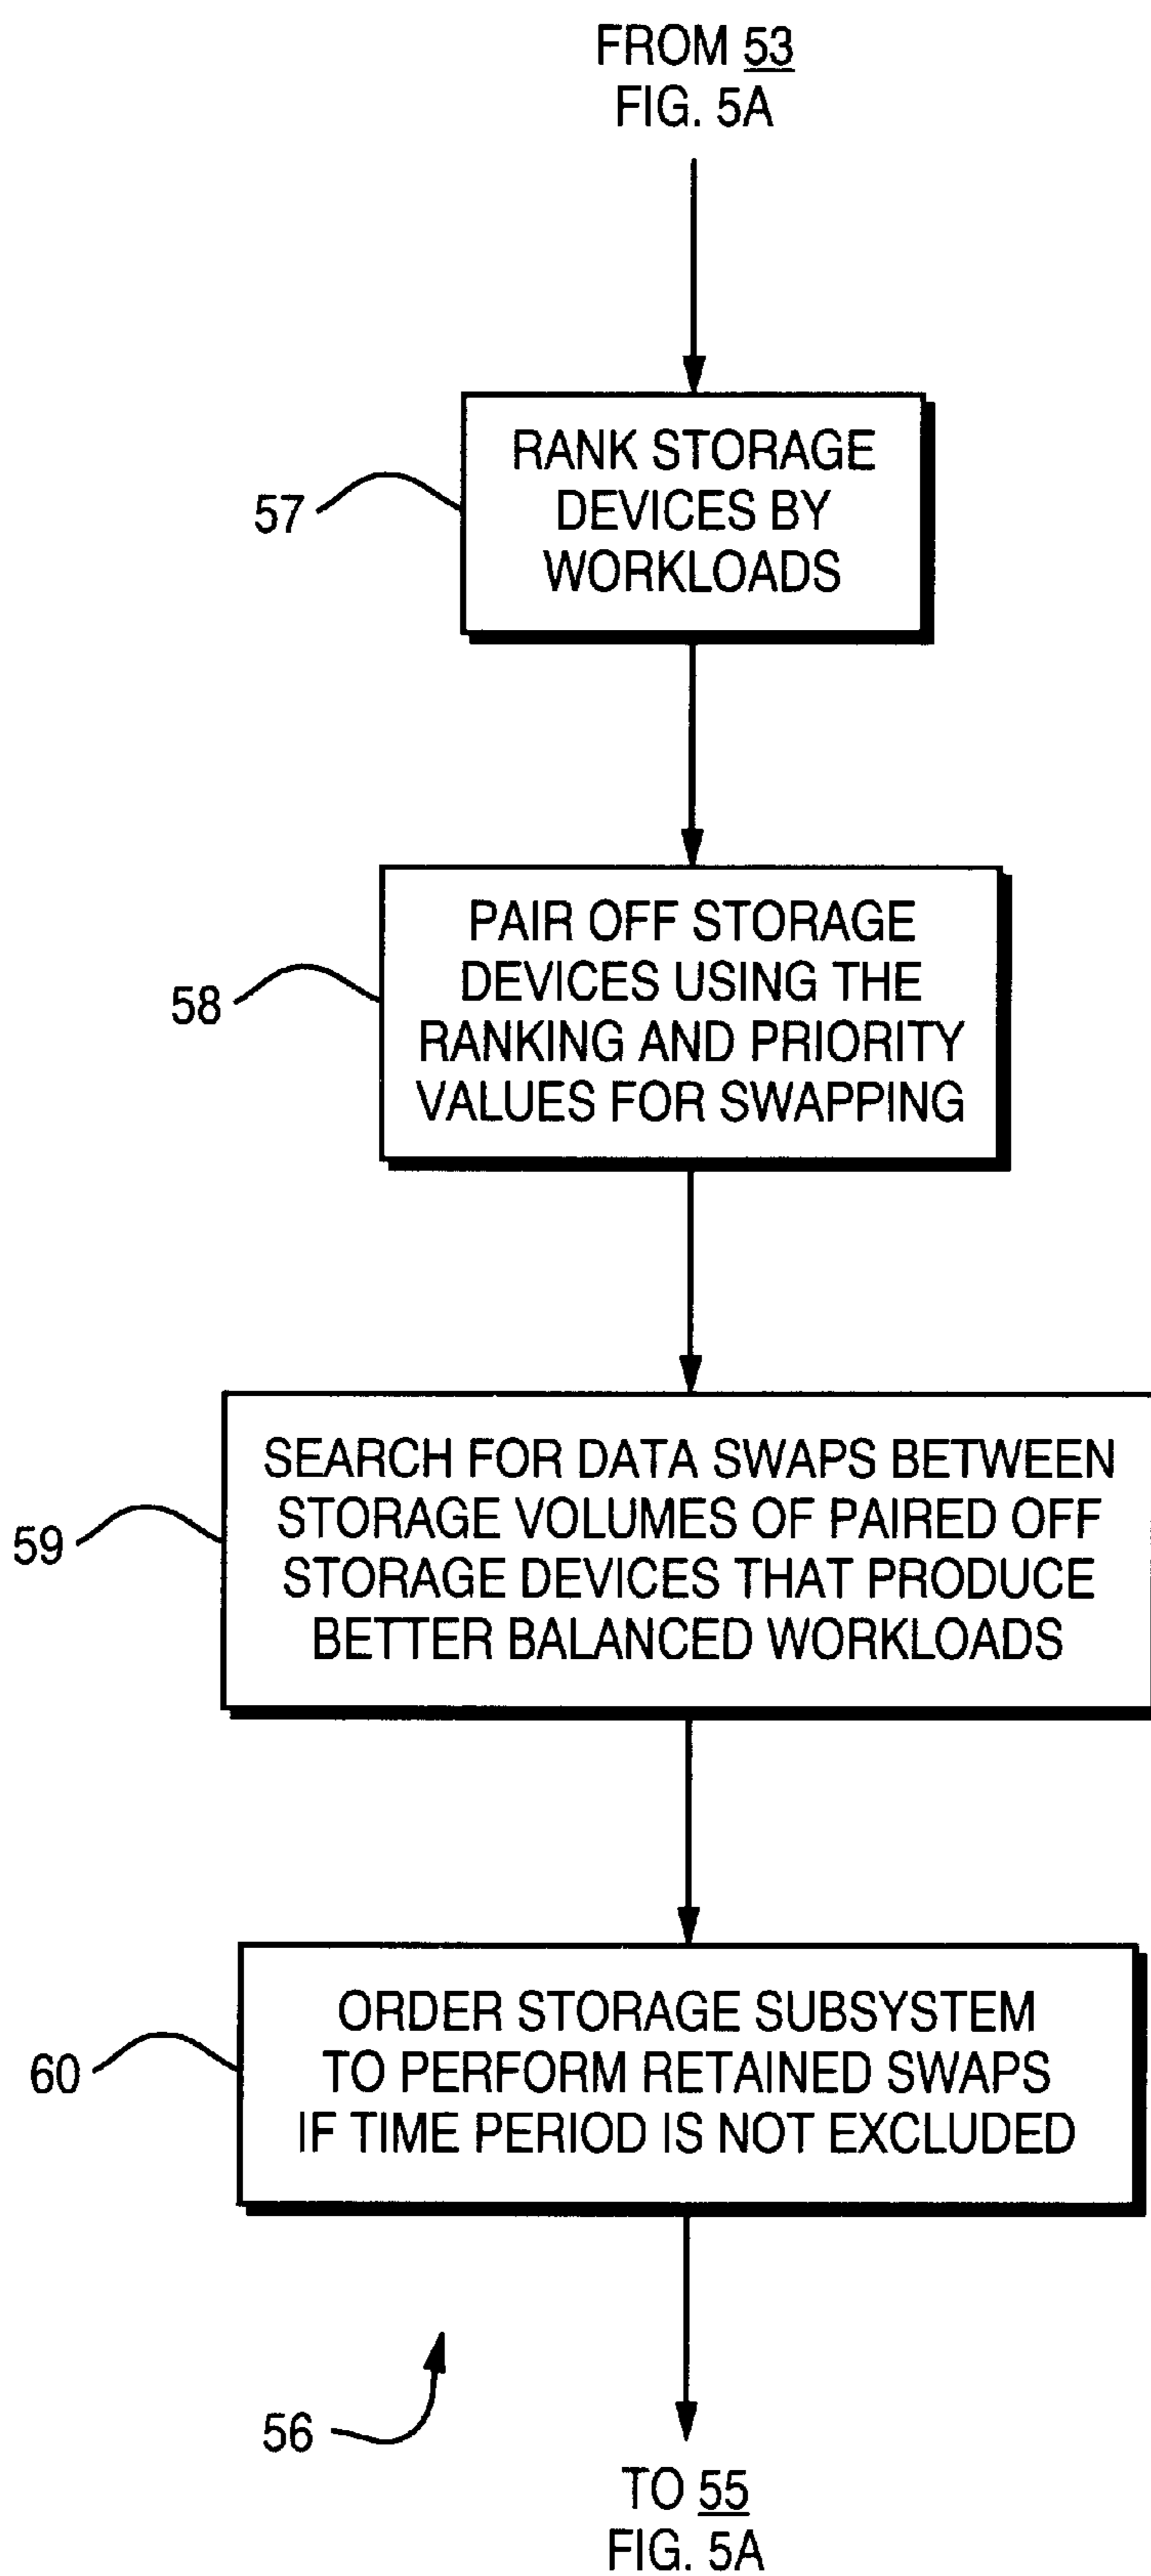 FROM 53
FIG. 5A
57
RANK STORAGE
DEVICES BY
WORKLOADS
58
PAIR OFF STORAGE
DEVICES USING THE
RANKING AND PRIORITY
VALUES FOR SWAPPING
59
SEARCH FOR DATA SWAPS BETWEEN
STORAGE VOLUMES OF PAIRED OFF
STORAGE DEVICES THAT PRODUCE
BETTER BALANCED WORKLOADS
60
ORDER STORAGE SUBSYSTEM
TO PERFORM RETAINED SWAPS
IF TIME PERIOD IS NOT EXCLUDED
56
TO 55
FIG. 5A